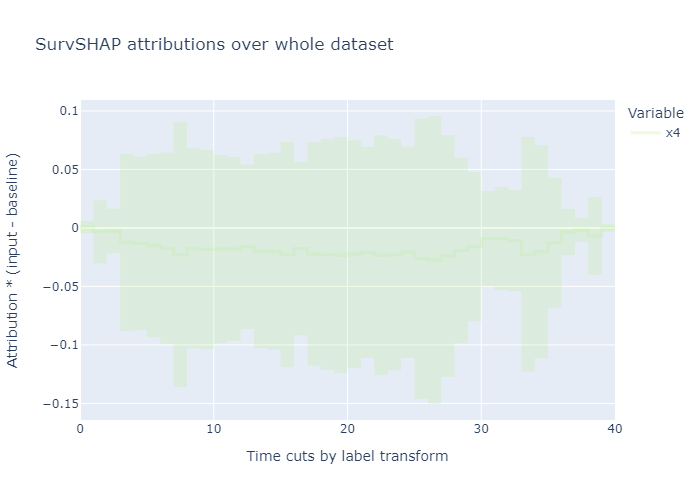 SurvSHAP attributions over whole dataset
Variable
x4
0.1
0.05
0
−0.05
−0.1
−0.15
Attribution * (input - baseline)
0 10 20 30 40
Time cuts by label transform